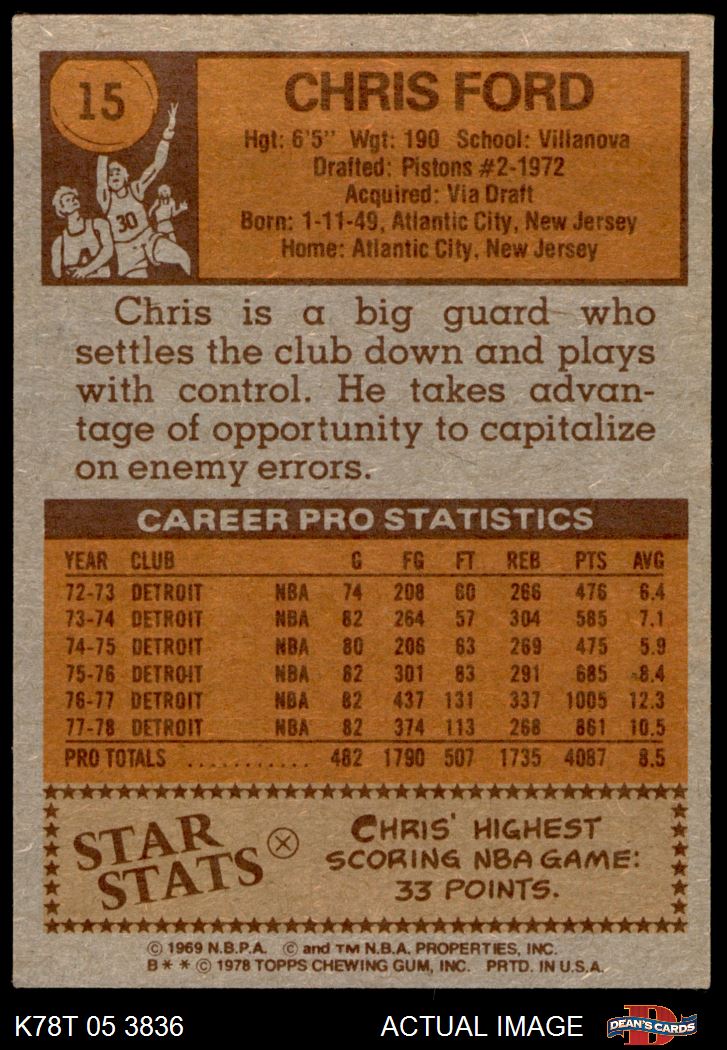 15
CHRIS FORD
Hgt: 6'5" Wgt: 190 School: Villanova
Drafted: Pistons #2-1972
Acquired: Via Draft
Born: 1-11-49, Atlantic City, New Jersey
Home: Atlantic City, New Jersey
30
Chris is a big guard who
settles the club down and plays
with control. He takes advan-
tage of opportunity to capitalize
on enemy errors.
CAREER PRO STATISTICS
YEAR CLUB G FG FT REB PTS AVG
72-73 DETROIT NBA 74 208 60 266 476 6.4
73-74 DETROIT NBA 82 264 57 304 585 7.1
74-75 DETROIT NBA 80 206 63 269 475 5.9
75-76 DETROIT NBA 82 301 83 291 685 8.4
76-77 DETROIT NBA 82 437 131 337 1005 12.3
77-78 DETROIT NBA 82 374 113 268 861 10.5
PRO TOTALS ........... 482 1790 507 1735 4087 8.5
STAR
STATS
CHRIS' HIGHEST
SCORING NBA GAME:
33 POINTS.
© 1969 N.B.P.A. © and TM N.B.A. PROPERTIES, INC.
B * * © 1978 TOPPS CHEWING GUM, INC. PRTD. IN U.S.A.
K78T 05 3836 ACTUAL IMAGE
D
DEAN'S CARDS